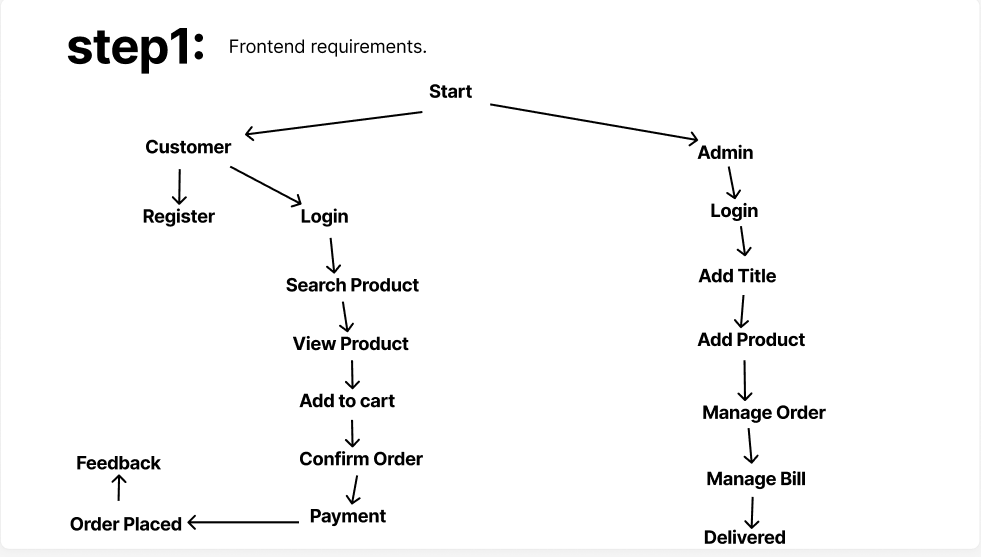 step1: Frontend requirements.
Start
Customer
Admin
Register
Login
Login
Search Product
Add Title
View Product
Add Product
Add to cart
Manage Order
Confirm Order
Feedback
Manage Bill
Payment
Order Placed
Delivered